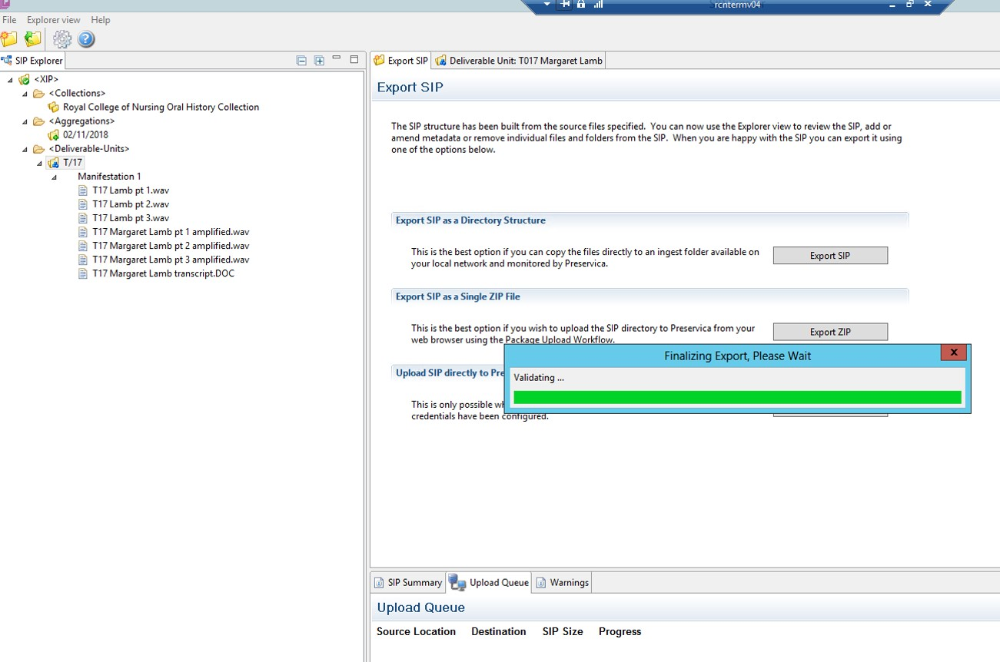 rcntermv04
File Explorer view Help
SIP Explorer
<XIP>
<Collections>
Royal College of Nursing Oral History Collection
<Aggregations>
02/11/2018
<Deliverable-Units>
T/17
Manifestation 1
T17 Lamb pt 1.wav
T17 Lamb pt 2.wav
T17 Lamb pt 3.wav
T17 Margaret Lamb pt 1 amplified.wav
T17 Margaret Lamb pt 2 amplified.wav
T17 Margaret Lamb pt 3 amplified.wav
T17 Margaret Lamb transcript.DOC
Export SIP Deliverable Unit: T017 Margaret Lamb
Export SIP
The SIP structure has been built from the source files specified. You can now use the Explorer view to review the SIP, add or
amend metadata or remove individual files and folders from the SIP. When you are happy with the SIP you can export it using
one of the options below.
Export SIP as a Directory Structure
This is the best option if you can copy the files directly to an ingest folder available on
your local network and monitored by Preservica.
Export SIP
Export SIP as a Single ZIP File
This is the best option if you wish to upload the SIP directory to Preservica from your
web browser using the Package Upload Workflow.
Export ZIP
Finalizing Export, Please Wait
X
Validating ...
Upload SIP directly to Pre
This is only possible wh
credentials have been configured.
SIP Summary Upload Queue Warnings
Upload Queue
Source Location Destination SIP Size Progress